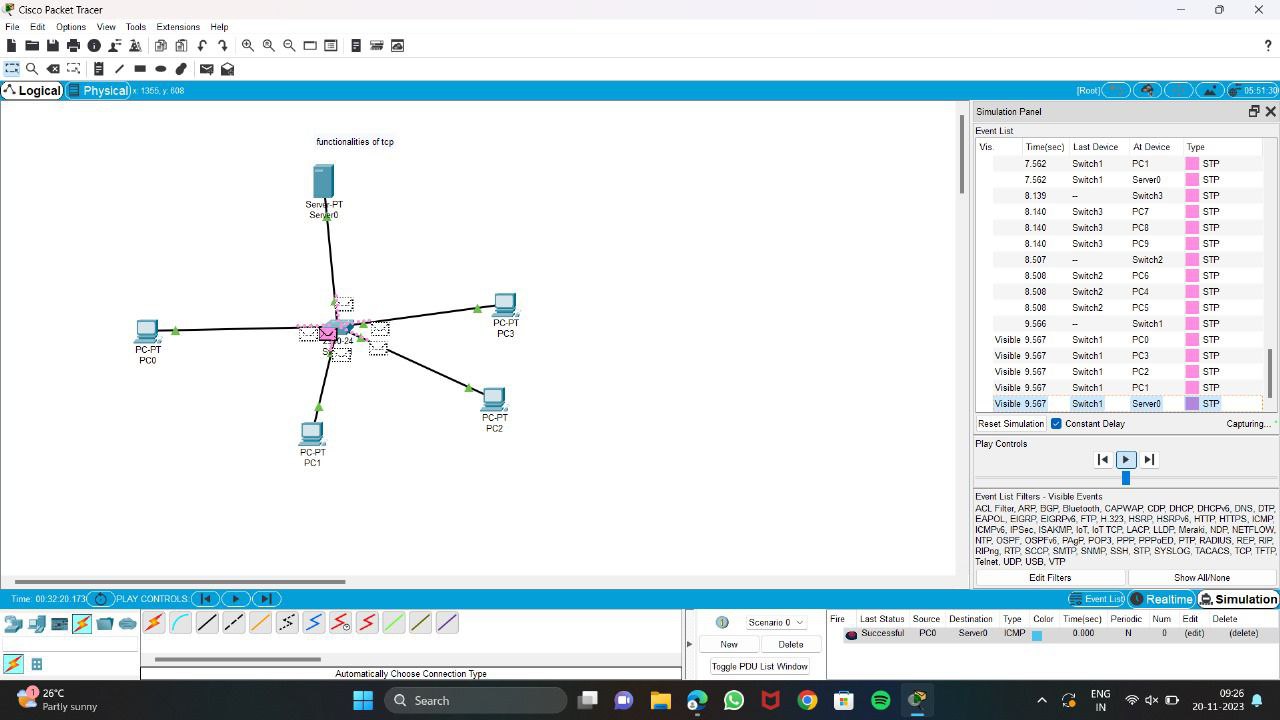 Cisco Packet Tracer
File Edit Options View Tools Extensions Help
?
Logical Physical x: 1355, y: 608 [Root] 05:51:30
functionalities of tcp
Server-PT
Server0
PC-PT
PC0
PC-PT
PC3
PC-PT
PC2
PC-PT
PC1
Simulation Panel
Event List
Vis. Time(sec) Last Device At Device Type
7.562 Switch1 PC1 STP
7.562 Switch1 Server0 STP
8.139 -- Switch3 STP
8.140 Switch3 PC7 STP
8.140 Switch3 PC8 STP
8.140 Switch3 PC9 STP
8.507 -- Switch2 STP
8.508 Switch2 PC6 STP
8.508 Switch2 PC4 STP
8.508 Switch2 PC5 STP
9.566 -- Switch1 STP
Visible 9.567 Switch1 PC0 STP
Visible 9.567 Switch1 PC3 STP
Visible 9.567 Switch1 PC2 STP
Visible 9.567 Switch1 PC1 STP
Visible 9.567 Switch1 Server0 STP
Reset Simulation Constant Delay Capturing...
Play Controls
Event List Filters - Visible Events
ACL Filter, ARP, BGP, Bluetooth, CAPWAP, CDP, DHCP, DHCPv6, DNS, DTP,
EAPOL, EIGRP, EIGRPv6, FTP, H.323, HSRP, HSRPv6, HTTP, HTTPS, ICMP,
ICMPv6, IPSec, ISAKMP, IoT, IoT TCP, LACP, LLDP, Meraki, NDP, NETFLOW,
NTP, OSPF, OSPFv6, PAgP, POP3, PPP, PPPoED, PTP, RADIUS, REP, RIP,
RIPng, RTP, SCCP, SMTP, SNMP, SSH, STP, SYSLOG, TACACS, TCP, TFTP,
Telnet, UDP, USB, VTP
Edit Filters Show All/None
Time: 00:32:20.173 PLAY CONTROLS: Event List Realtime Simulation
Scenario 0
New Delete
Toggle PDU List Window
Fire Last Status Source Destination Type Color Time(sec) Periodic Num Edit Delete
Successful PC0 Server0 ICMP 0.000 N 0 (edit) (delete)
Automatically Choose Connection Type
1 26°C
Partly sunny
Search
ENG
IN
09:26
20-11-2023